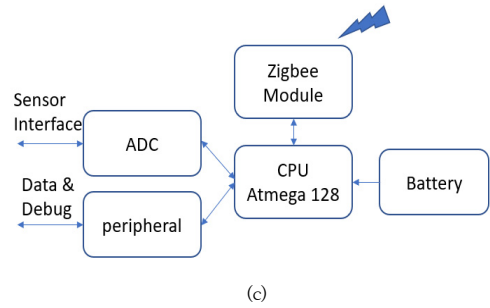 Zigbee
Module
Sensor
Interface
ADC
CPU
Atmega 128
Data &
Debug
Battery
peripheral
(c)